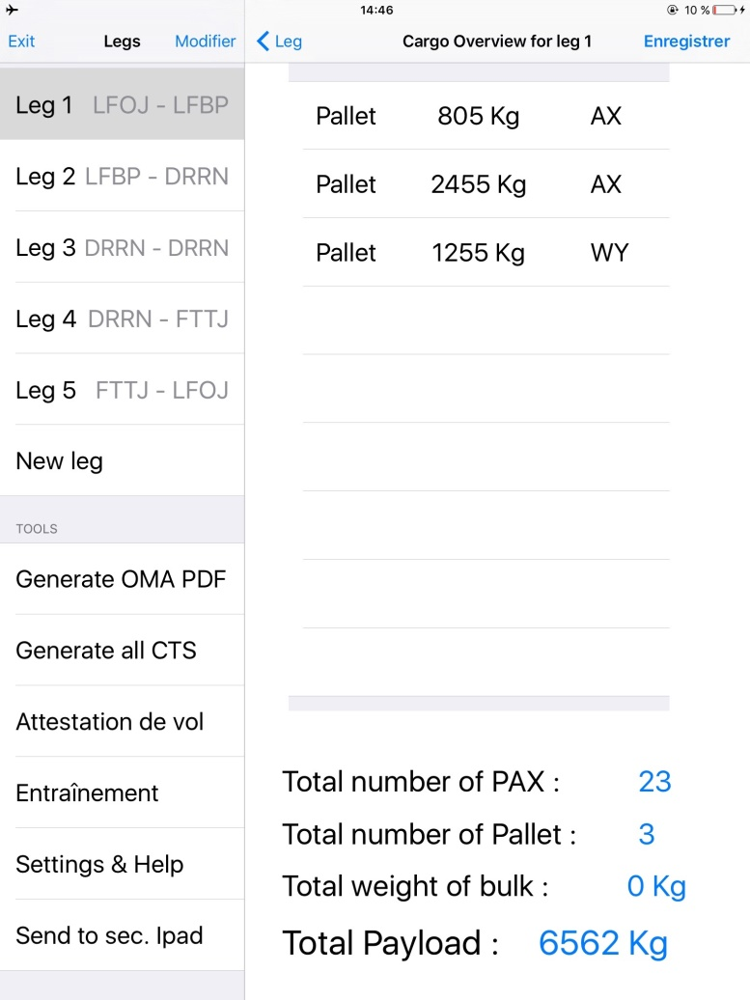 14:46 10 %
Exit Legs Modifier
Leg 1 LFOJ - LFBP
Leg 2 LFBP - DRRN
Leg 3 DRRN - DRRN
Leg 4 DRRN - FTTJ
Leg 5 FTTJ - LFOJ
New leg
TOOLS
Generate OMA PDF
Generate all CTS
Attestation de vol
Entraînement
Settings & Help
Send to sec. Ipad
Leg Cargo Overview for leg 1 Enregistrer
Pallet 805 Kg AX
Pallet 2455 Kg AX
Pallet 1255 Kg WY
Total number of PAX : 23
Total number of Pallet : 3
Total weight of bulk : 0 Kg
Total Payload : 6562 Kg